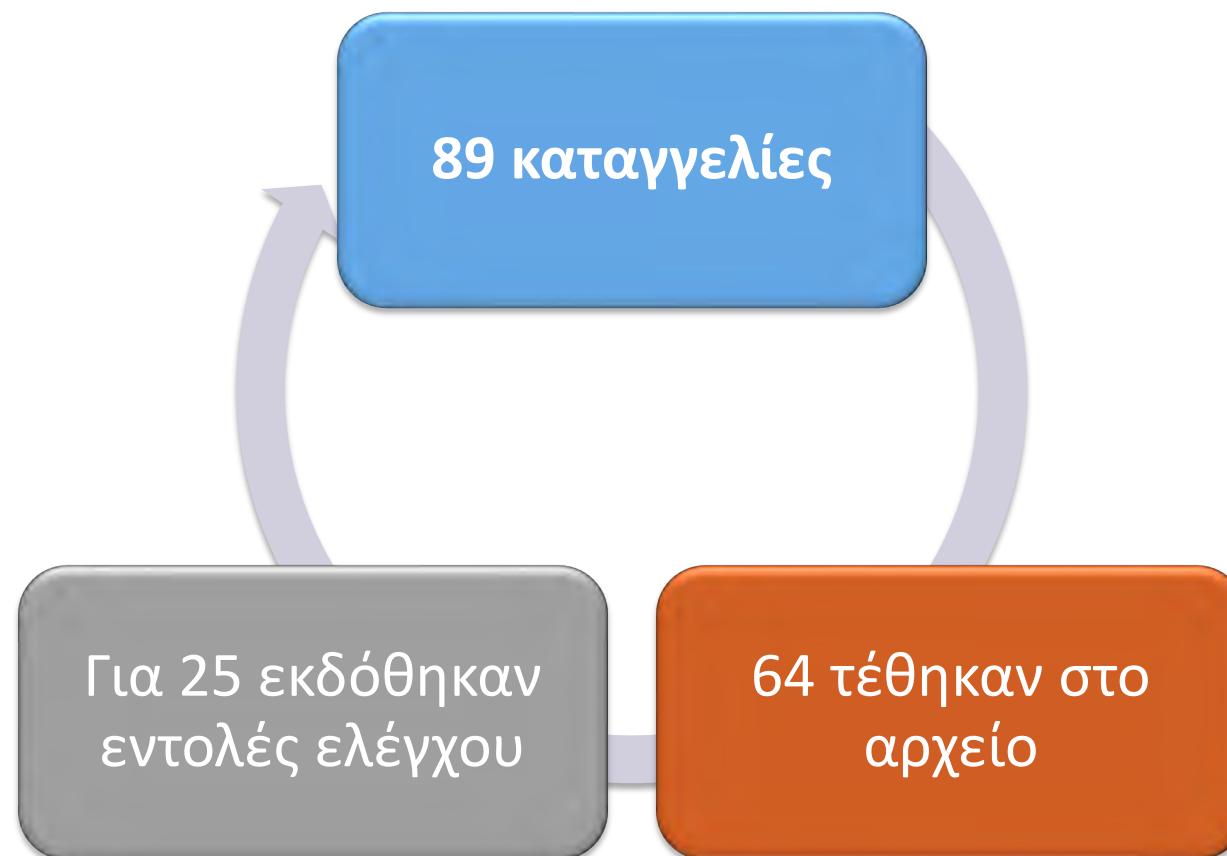 89 καταγγελίες
Για 25 εκδόθηκαν
εντολές ελέγχου
64 τέθηκαν στο
αρχείο